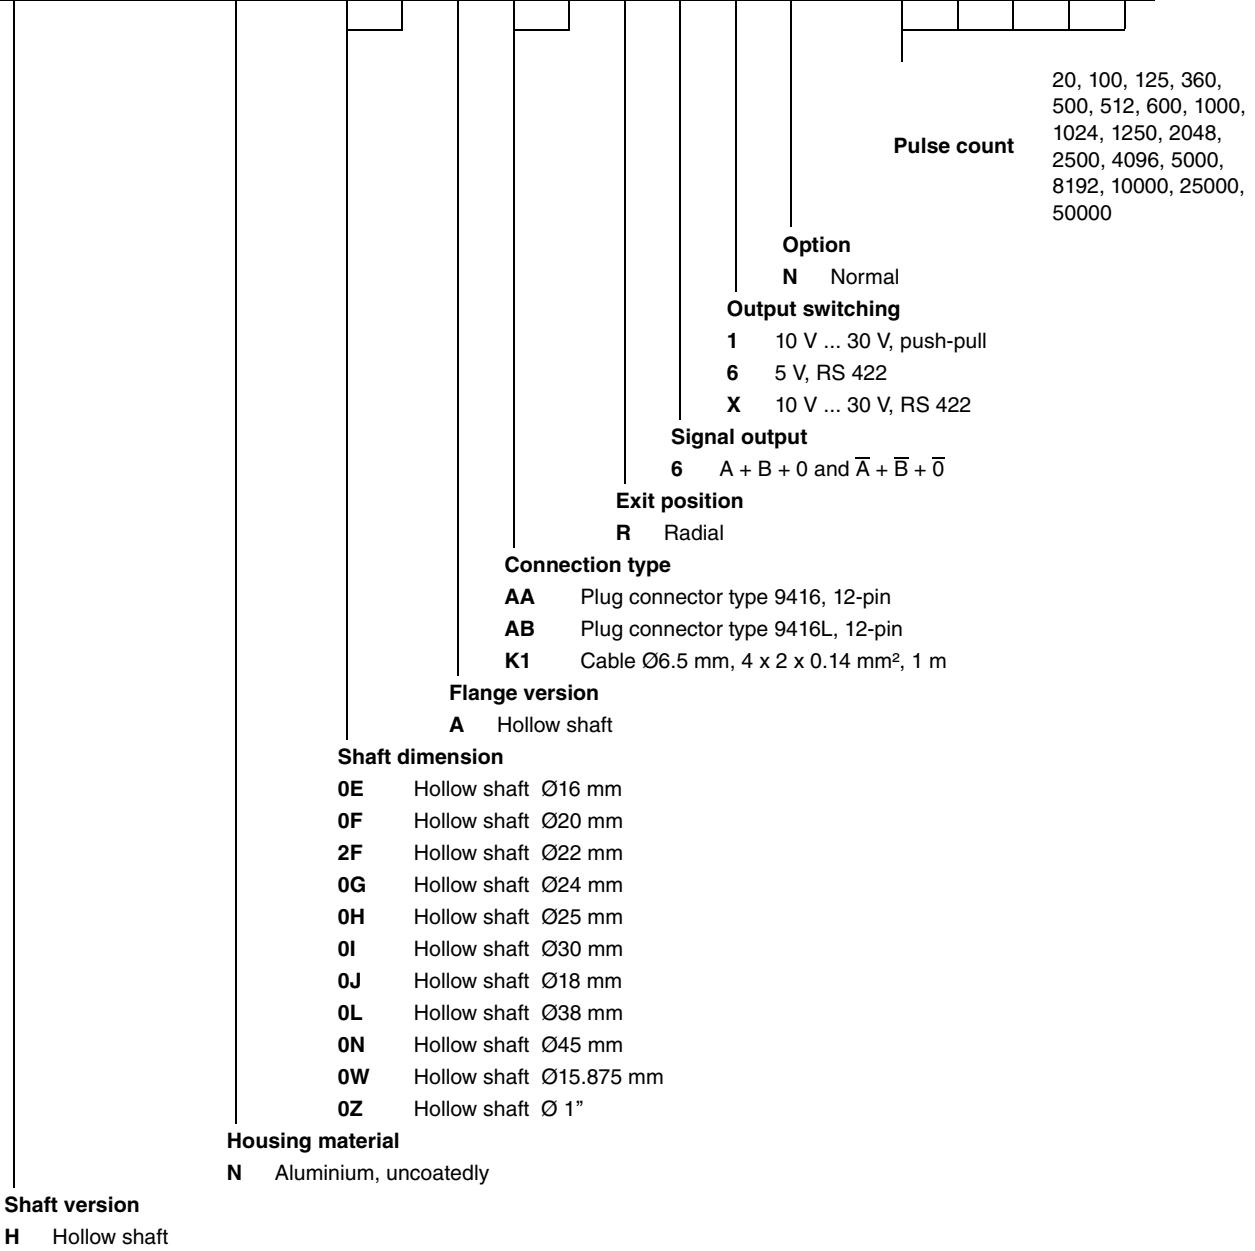 20, 100, 125, 360,
500, 512, 600, 1000,
1024, 1250, 2048,
2500, 4096, 5000,
8192, 10000, 25000,
50000
Pulse count
Option
N Normal
Output switching
1 10 V ... 30 V, push-pull
6 5 V, RS 422
X 10 V ... 30 V, RS 422
Signal output
6 A + B + 0 and A̅ + B̅ + 0̅
Exit position
R Radial
Connection type
AA Plug connector type 9416, 12-pin
AB Plug connector type 9416L, 12-pin
K1 Cable Ø6.5 mm, 4 x 2 x 0.14 mm², 1 m
Flange version
A Hollow shaft
Shaft dimension
0E Hollow shaft Ø16 mm
0F Hollow shaft Ø20 mm
2F Hollow shaft Ø22 mm
0G Hollow shaft Ø24 mm
0H Hollow shaft Ø25 mm
0I Hollow shaft Ø30 mm
0J Hollow shaft Ø18 mm
0L Hollow shaft Ø38 mm
0N Hollow shaft Ø45 mm
0W Hollow shaft Ø15.875 mm
0Z Hollow shaft Ø 1”
Housing material
N Aluminium, uncoatedly
Shaft version
H Hollow shaft